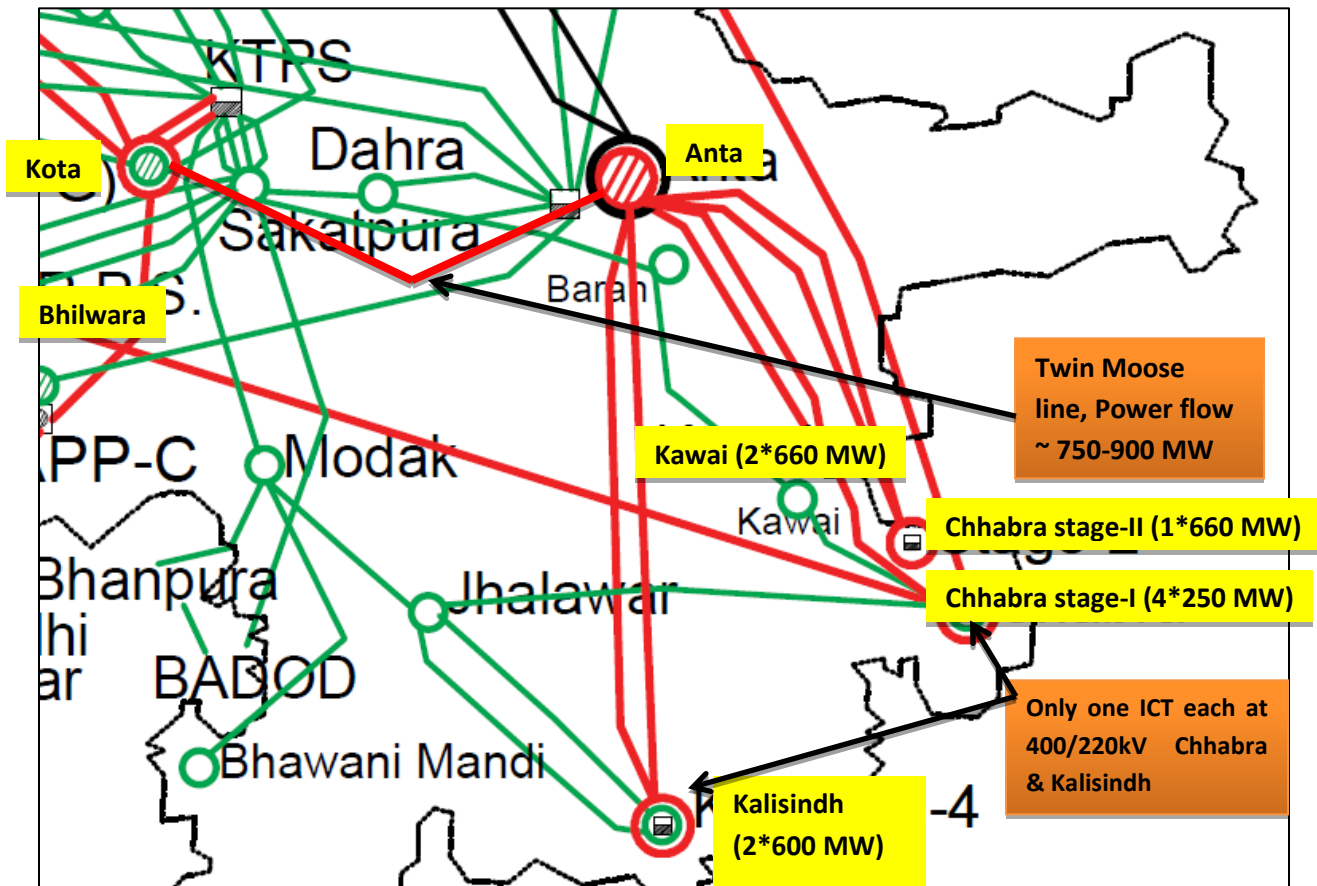 KTPS
Kota
Dahra
Anta
Sakatpura
Baran
Bhilwara
Twin Moose
line, Power flow
~ 750-900 MW
Modak
Kawai (2*660 MW)
Kawai
Chhabra stage-II (1*660 MW)
Bhanpura
Jhalawar
Chhabra stage-I (4*250 MW)
BADOD
Only one ICT each at
400/220kV Chhabra
& Kalisindh
Bhawani Mandi
Kalisindh
(2*600 MW)
-4